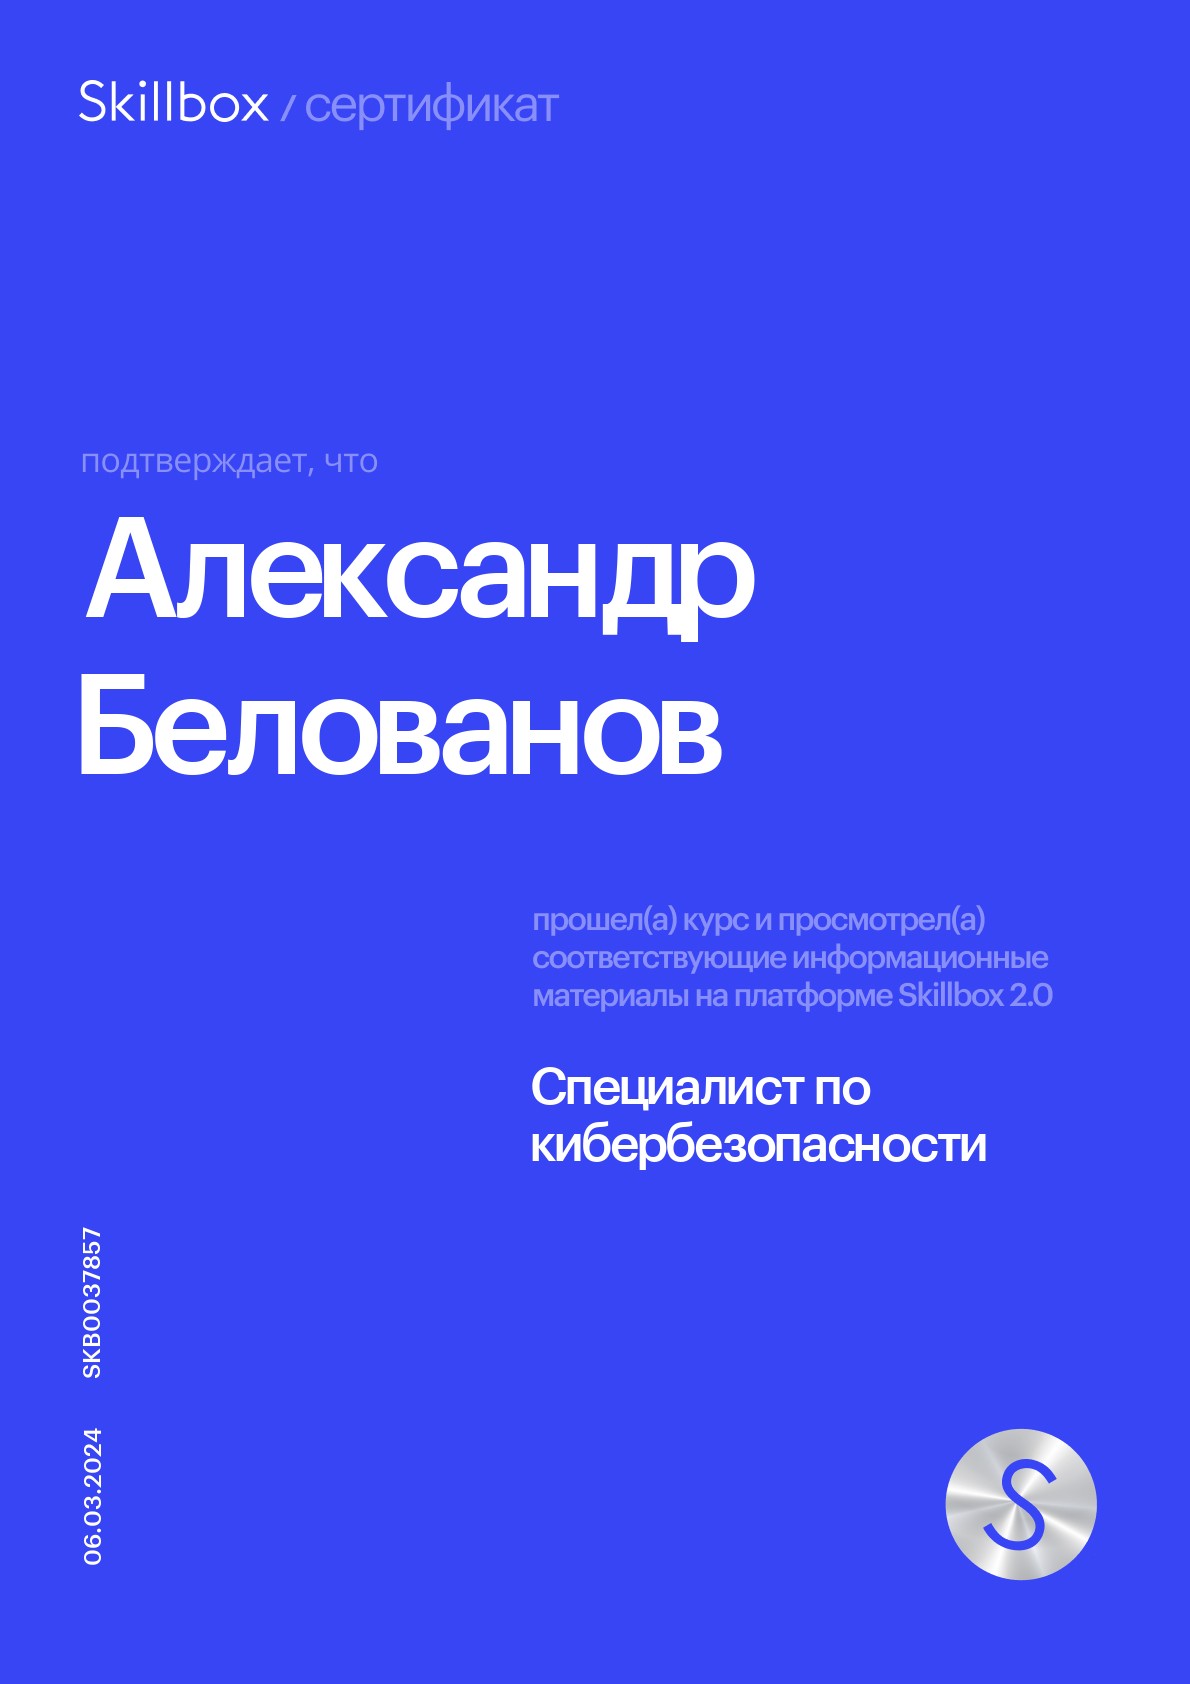 Skillbox / сертификат
подтверждает, что
Александр
Белованов
прошел(а) курс и просмотрел(а)
соответствующие информационные
материалы на платформе Skillbox 2.0
Специалист по
кибербезопасности
SKB0037857
06.03.2024
S